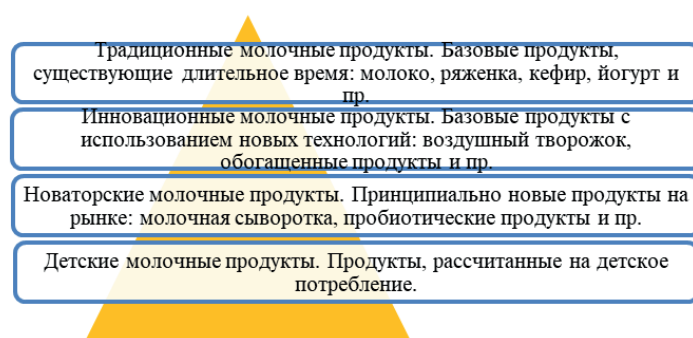 Традиционные молочные продукты. Базовые продукты,
существующие длительное время: молоко, ряженка, кефир, йогурт и
пр.
Инновационные молочные продукты. Базовые продукты с
использованием новых технологий: воздушный творожок,
обогащенные продукты и пр.
Новаторские молочные продукты. Принципиально новые продукты на
рынке: молочная сыворотка, пробиотические продукты и пр.
Детские молочные продукты. Продукты, рассчитанные на детское
потребление.